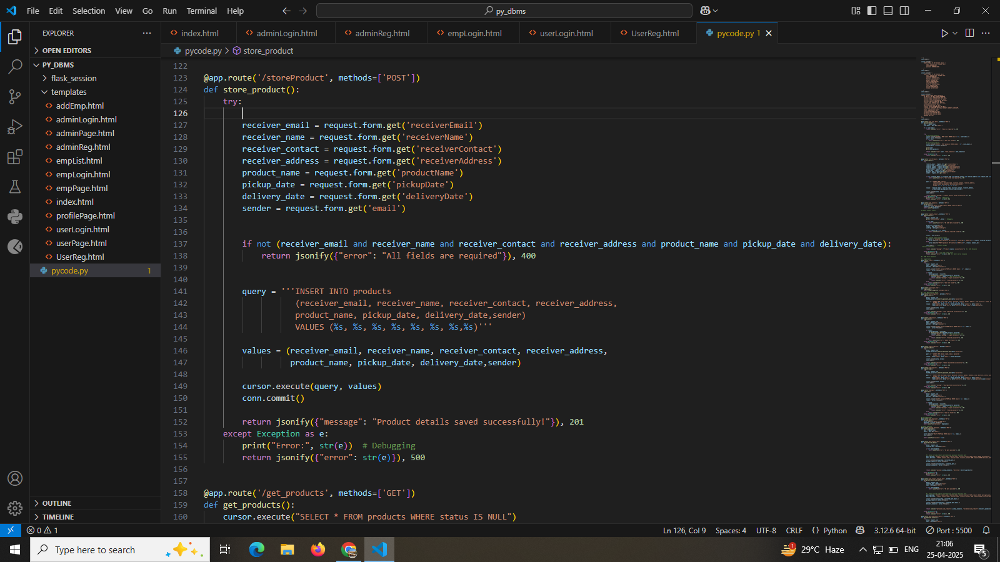 File Edit Selection View Go Run Terminal Help
py_dbms
EXPLORER
OPEN EDITORS
PY_DBMS
flask_session
templates
addEmp.html
adminLogin.html
adminPage.html
adminReg.html
empList.html
empLogin.html
empPage.html
index.html
profilePage.html
userLogin.html
userPage.html
UserReg.html
pycode.py 1
OUTLINE
TIMELINE
index.html adminLogin.html adminReg.html empLogin.html userLogin.html UserReg.html pycode.py 1
pycode.py > store_product
122
123 @app.route('/storeProduct', methods=['POST'])
124 def store_product():
125 try:
126
127 receiver_email = request.form.get('receiverEmail')
128 receiver_name = request.form.get('receiverName')
129 receiver_contact = request.form.get('receiverContact')
130 receiver_address = request.form.get('receiverAddress')
131 product_name = request.form.get('productName')
132 pickup_date = request.form.get('pickupDate')
133 delivery_date = request.form.get('deliveryDate')
134 sender = request.form.get('email')
135
136
137 if not (receiver_email and receiver_name and receiver_contact and receiver_address and product_name and pickup_date and delivery_date):
138 return jsonify({"error": "All fields are required"}), 400
139
140
141 query = '''INSERT INTO products
142 (receiver_email, receiver_name, receiver_contact, receiver_address,
143 product_name, pickup_date, delivery_date,sender)
144 VALUES (%s, %s, %s, %s, %s, %s, %s,%s)'''
145
146 values = (receiver_email, receiver_name, receiver_contact, receiver_address,
147 product_name, pickup_date, delivery_date,sender)
148
149 cursor.execute(query, values)
150 conn.commit()
151
152 return jsonify({"message": "Product details saved successfully!"}), 201
153 except Exception as e:
154 print("Error:", str(e)) # Debugging
155 return jsonify({"error": str(e)}), 500
156
157
158 @app.route('/get_products', methods=['GET'])
159 def get_products():
160 cursor.execute("SELECT * FROM products WHERE status IS NULL")
0 1 Ln 126, Col 9 Spaces: 4 UTF-8 CRLF {} Python 3.12.6 64-bit Port : 5500
Type here to search
1 29°C Haze ENG 21:06
25-04-2025
5